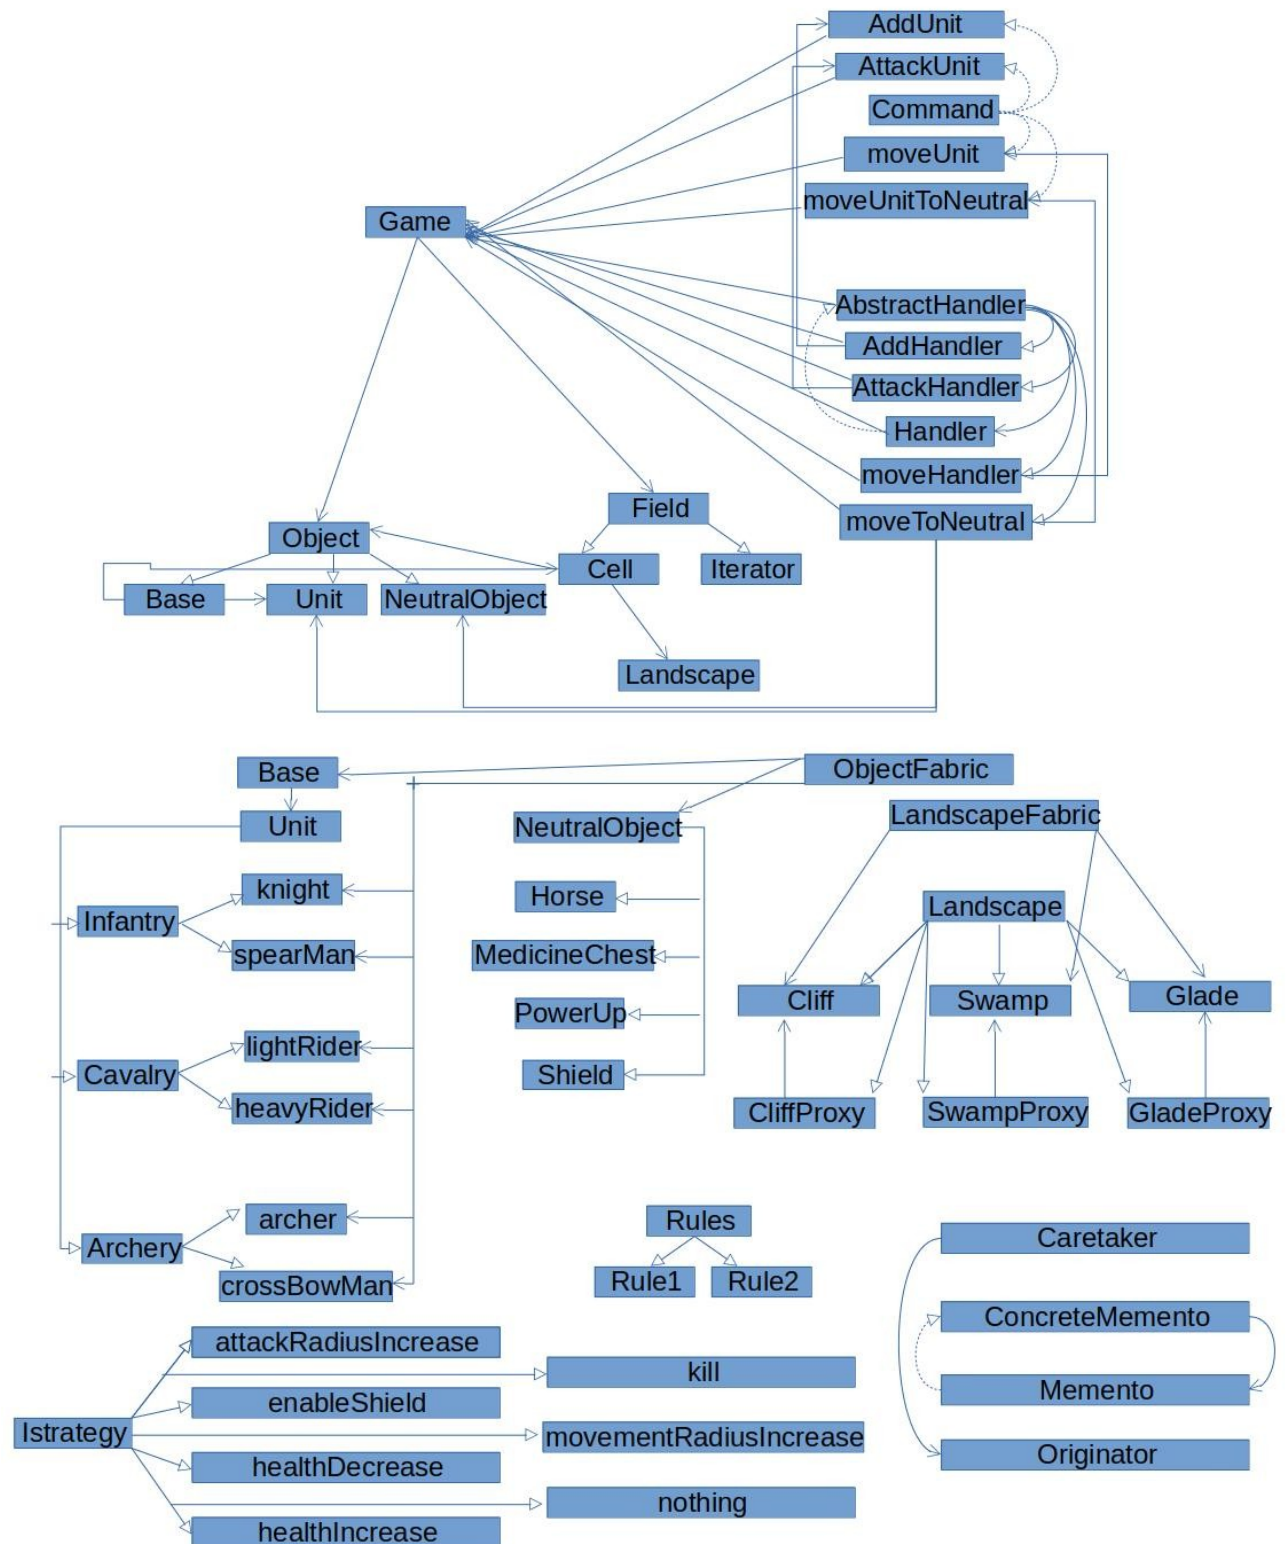 AddUnit
AttackUnit
Command
moveUnit
moveUnitToNeutral
Game
AbstractHandler
AddHandler
AttackHandler
Handler
moveHandler
moveToNeutral
Field
Object
Cell
Iterator
Base
Unit
NeutralObject
Landscape
Base
ObjectFabric
Unit
NeutralObject
LandscapeFabric
knight
Horse
Landscape
Infantry
spearMan
MedicineChest
Cliff
Swamp
Glade
PowerUp
lightRider
Cavalry
Shield
heavyRider
CliffProxy
SwampProxy
GladeProxy
archer
Rules
Archery
Caretaker
crossBowMan
Rule1
Rule2
ConcreteMemento
attackRadiusIncrease
kill
Memento
enableShield
Istrategy
movementRadiusIncrease
Originator
healthDecrease
nothing
healthIncrease